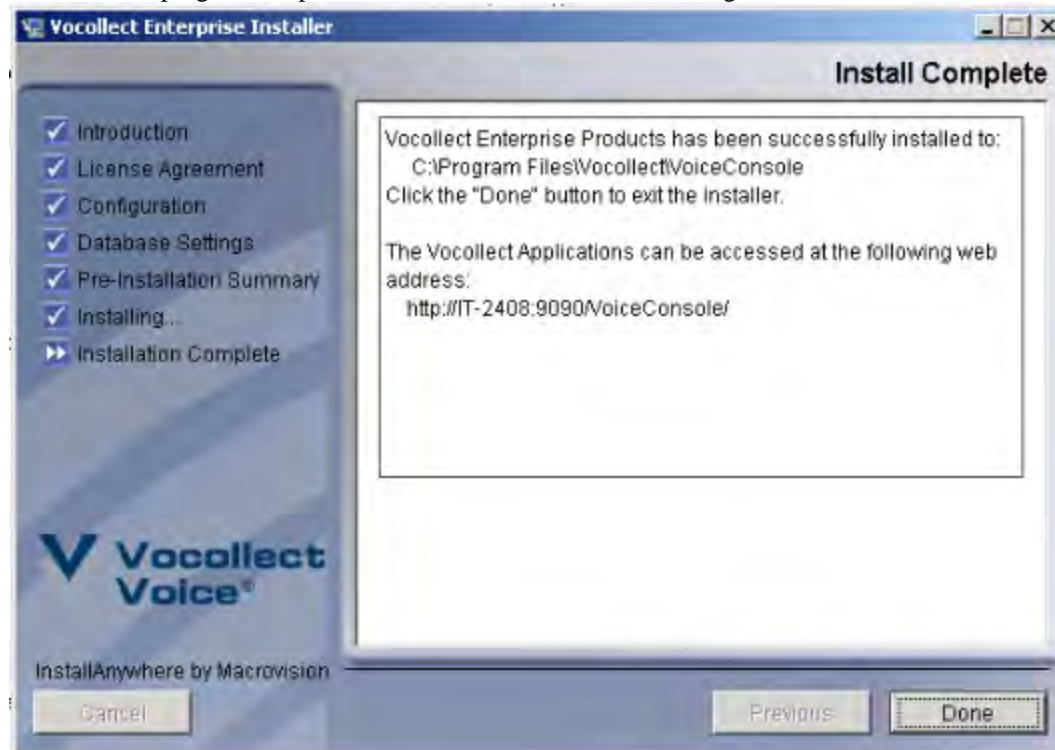 Vocollect Enterprise Installer
Install Complete
Introduction
License Agreement
Configuration
Database Settings
Pre-Installation Summary
Installing...
Installation Complete
Vocollect Enterprise Products has been successfully installed to:
C:\Program Files\Vocollect\VoiceConsole
Click the "Done" button to exit the installer.
The Vocollect Applications can be accessed at the following web
address:
http://IT-2408:9090/VoiceConsole/
Vocollect
Voice®
InstallAnywhere by Macrovision
Cancel
Previous
Done